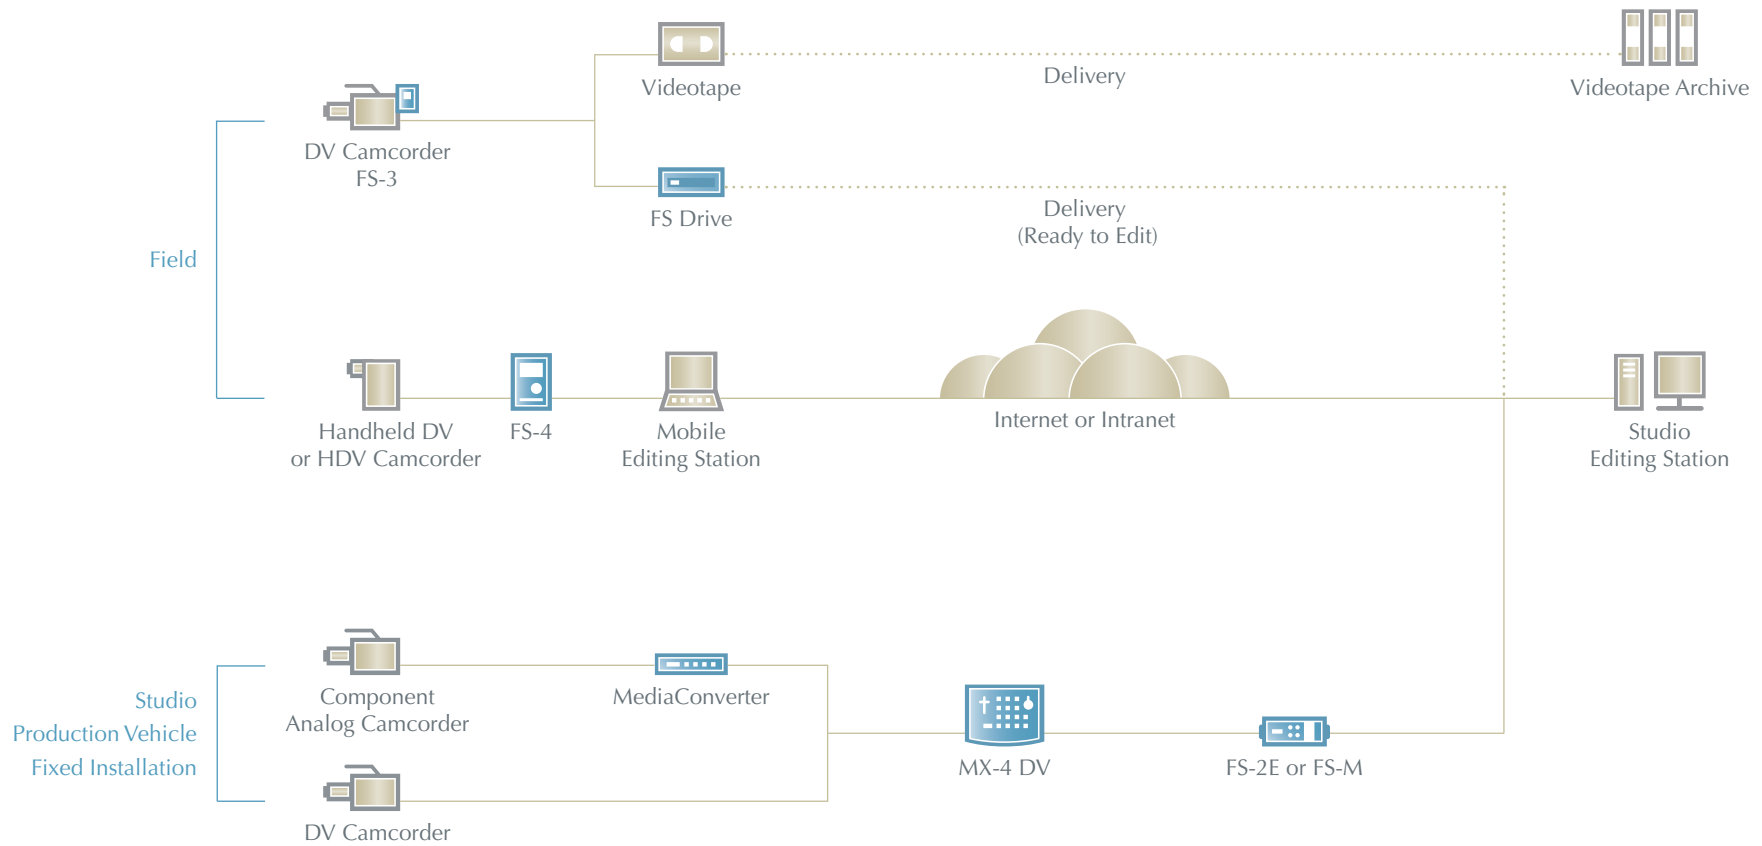 Videotape
Delivery
Videotape Archive
DV Camcorder
FS-3
FS Drive
Delivery
(Ready to Edit)
Field
Handheld DV
or HDV Camcorder
FS-4
Mobile
Editing Station
Internet or Intranet
Studio
Editing Station
Studio
Production Vehicle
Fixed Installation
Component
Analog Camcorder
MediaConverter
MX-4 DV
FS-2E or FS-M
DV Camcorder